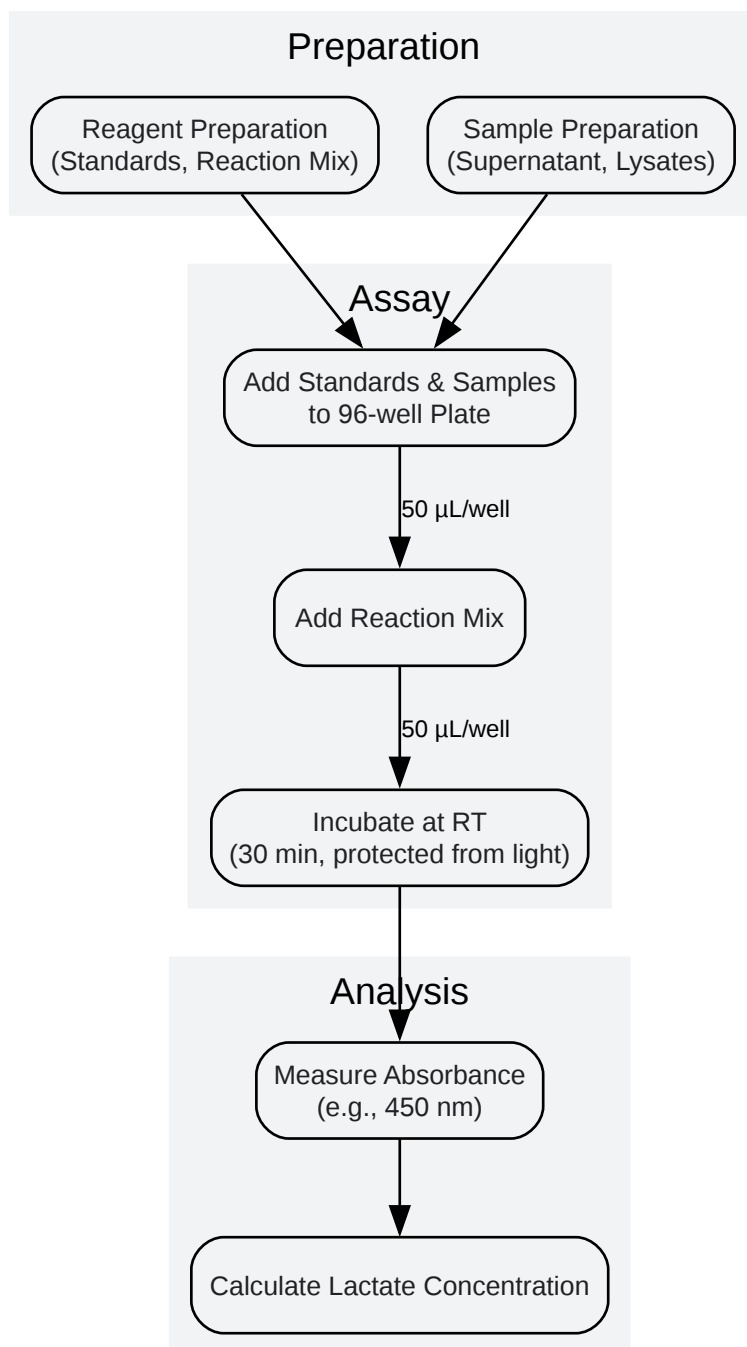 Preparation
Reagent Preparation
(Standards, Reaction Mix)
Sample Preparation
(Supernatant, Lysates)
Assay
Add Standards & Samples
to 96-well Plate
50 µL/well
Add Reaction Mix
50 µL/well
Incubate at RT
(30 min, protected from light)
Analysis
Measure Absorbance
(e.g., 450 nm)
Calculate Lactate Concentration